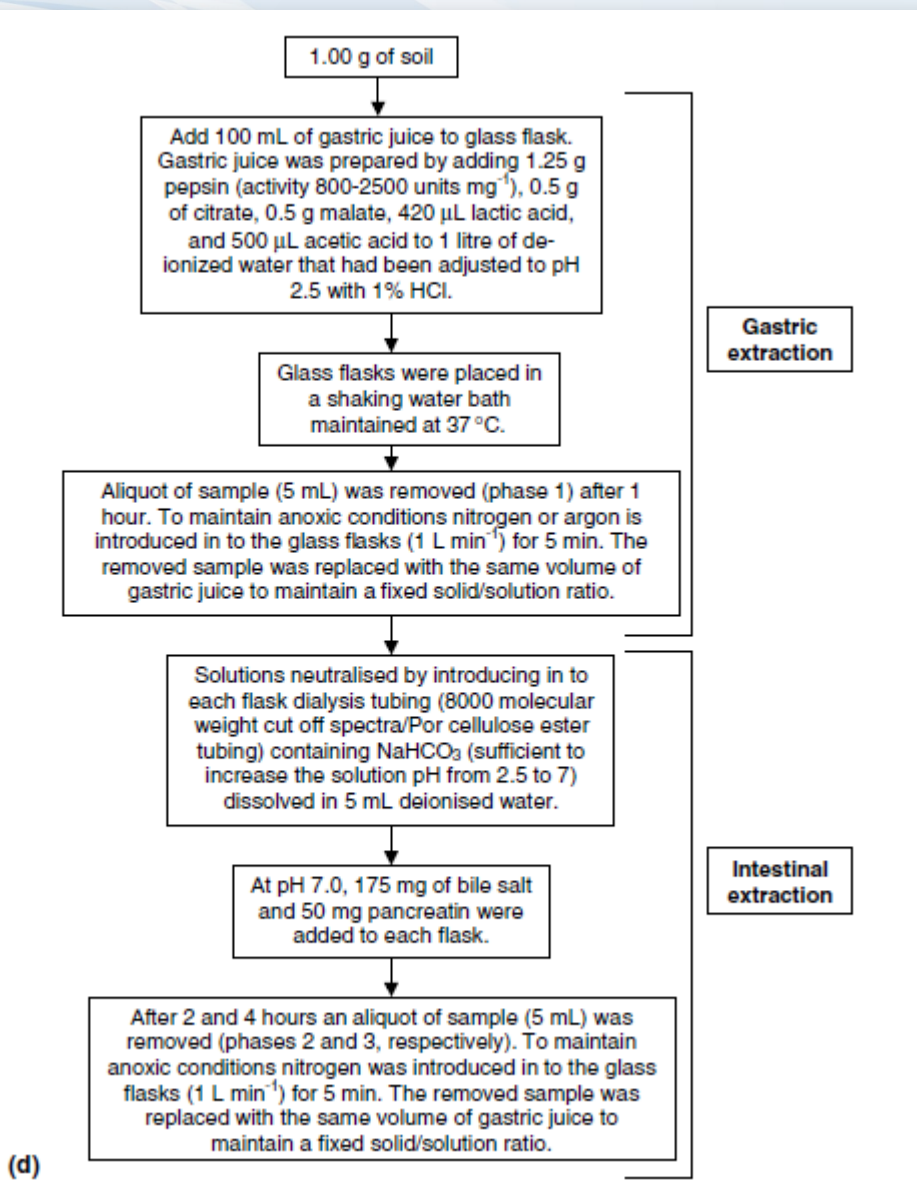 1.00 g of soil
Add 100 mL of gastric juice to glass flask.
Gastric juice was prepared by adding 1.25 g
pepsin (activity 800-2500 units mg⁻¹), 0.5 g
of citrate, 0.5 g malate, 420 µL lactic acid,
and 500 µL acetic acid to 1 litre of de-
ionized water that had been adjusted to pH
2.5 with 1% HCl.
Gastric
extraction
Glass flasks were placed in
a shaking water bath
maintained at 37 °C.
Aliquot of sample (5 mL) was removed (phase 1) after 1
hour. To maintain anoxic conditions nitrogen or argon is
introduced in to the glass flasks (1 L min⁻¹) for 5 min. The
removed sample was replaced with the same volume of
gastric juice to maintain a fixed solid/solution ratio.
Solutions neutralised by introducing in to
each flask dialysis tubing (8000 molecular
weight cut off spectra/Por cellulose ester
tubing) containing NaHCO₃ (sufficient to
increase the solution pH from 2.5 to 7)
dissolved in 5 mL deionised water.
Intestinal
extraction
At pH 7.0, 175 mg of bile salt
and 50 mg pancreatin were
added to each flask.
After 2 and 4 hours an aliquot of sample (5 mL) was
removed (phases 2 and 3, respectively). To maintain
anoxic conditions nitrogen was introduced in to the glass
flasks (1 L min⁻¹) for 5 min. The removed sample was
replaced with the same volume of gastric juice to
maintain a fixed solid/solution ratio.
(d)